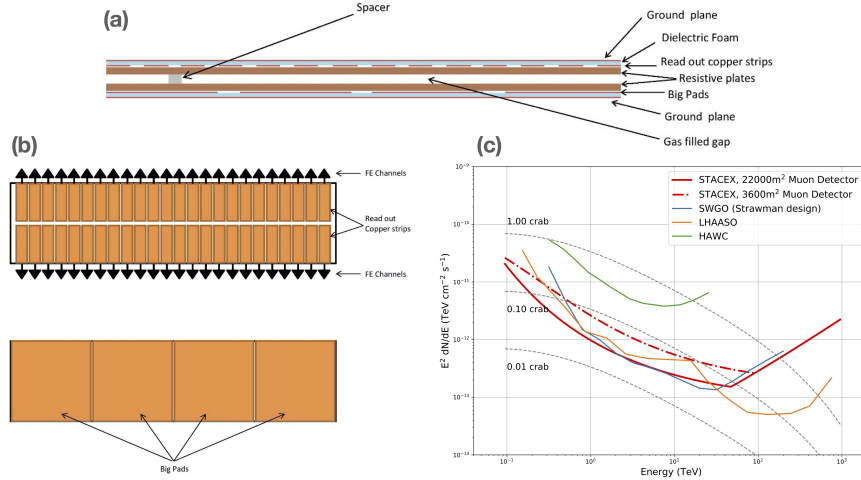 (a)
Spacer
Ground plane
Dielectric Foam
Read out copper strips
Resistive plates
Big Pads
Ground plane
Gas filled gap
(b)
FE Channels
Read out
Copper strips
FE Channels
Big Pads
(c)
STACEX, 22000m² Muon Detector
STACEX, 3600m² Muon Detector
SWGO (Strawman design)
LHAASO
HAWC
1.00 crab
0.10 crab
0.01 crab
E² dN/dE (TeV cm⁻² s⁻¹)
10⁻⁹
10⁻¹⁰
10⁻¹¹
10⁻¹²
10⁻¹³
10⁻¹⁴
10⁻¹ 10⁰ 10¹ 10² 10³
Energy (TeV)